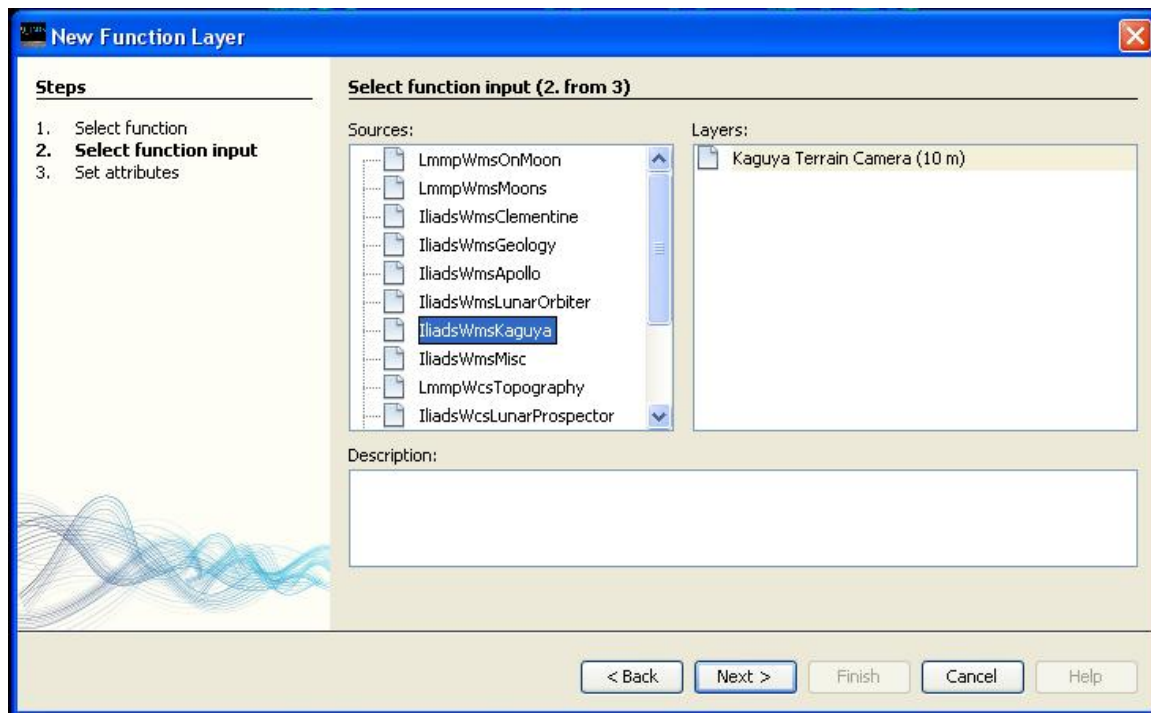 New Function Layer
Steps
1. Select function
2. Select function input
3. Set attributes
Select function input (2. from 3)
Sources:
LmmpWmsOnMoon
LmmpWmsMoons
IliadsWmsClementine
IliadsWmsGeology
IliadsWmsApollo
IliadsWmsLunarOrbiter
IliadsWmsKaguya
IliadsWmsMisc
LmmpWcsTopography
IliadsWcsLunarProspector
Layers:
Kaguya Terrain Camera (10 m)
Description:
< Back Next > Finish Cancel Help